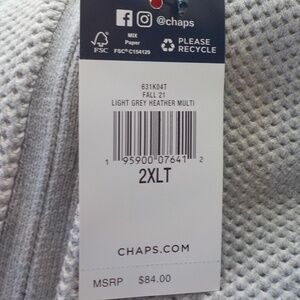 @chaps
FSC
MIX
Paper
FSC® C154129
PLEASE
RECYCLE
631K04T
FALL 21
LIGHT GREY HEATHER MULTI
1 95900 07641 2
2XLT
CHAPS.COM
MSRP $84.00